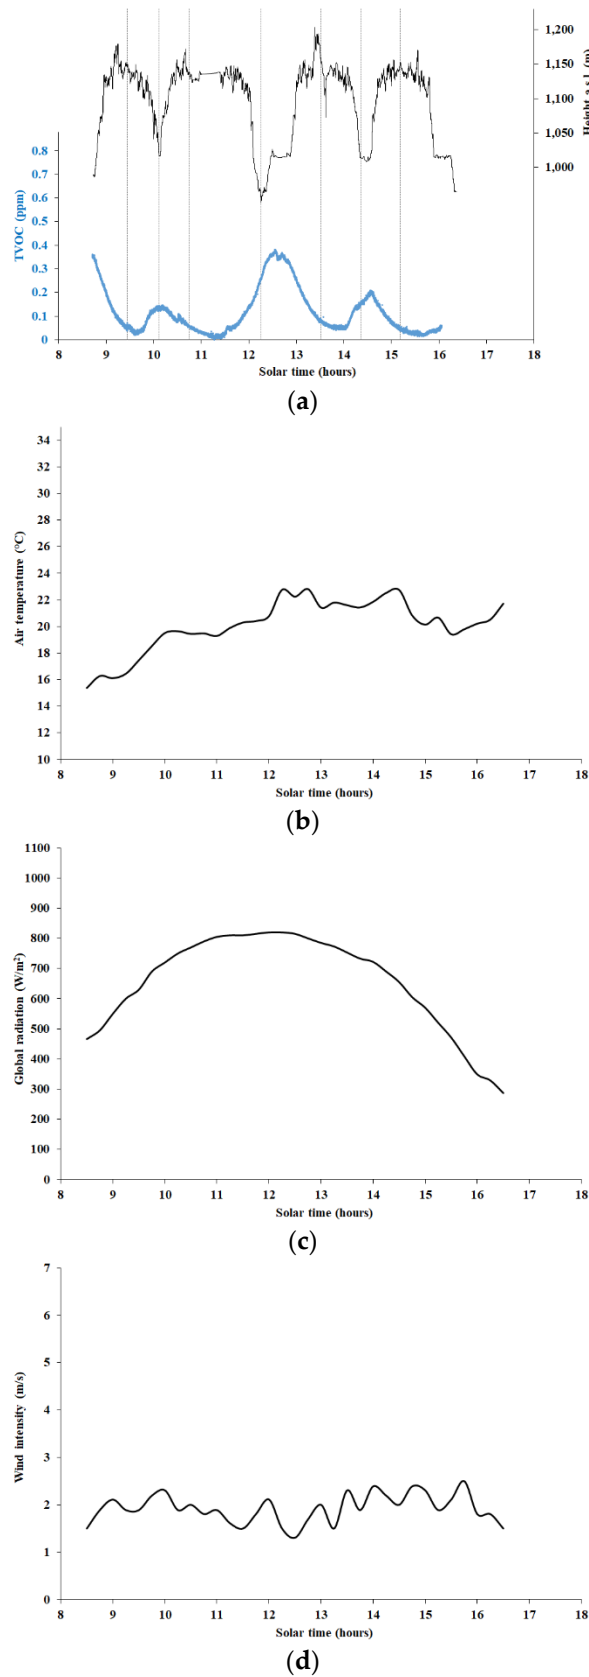 1,200
1,150
1,100
1,050
1,000
Height a.s.l. (m)
0.8
0.7
0.6
0.5
0.4
0.3
0.2
0.1
0
TVOC (ppm)
8 9 10 11 12 13 14 15 16 17 18
Solar time (hours)
(a)
34
32
30
28
26
24
22
20
18
16
14
12
10
Air temperature (°C)
8 9 10 11 12 13 14 15 16 17 18
Solar time (hours)
(b)
1100
1000
900
800
700
600
500
400
300
200
100
0
Global radiation (W/m²)
8 9 10 11 12 13 14 15 16 17 18
Solar time (hours)
(c)
7
6
5
4
3
2
1
0
Wind intensity (m/s)
8 9 10 11 12 13 14 15 16 17 18
Solar time (hours)
(d)